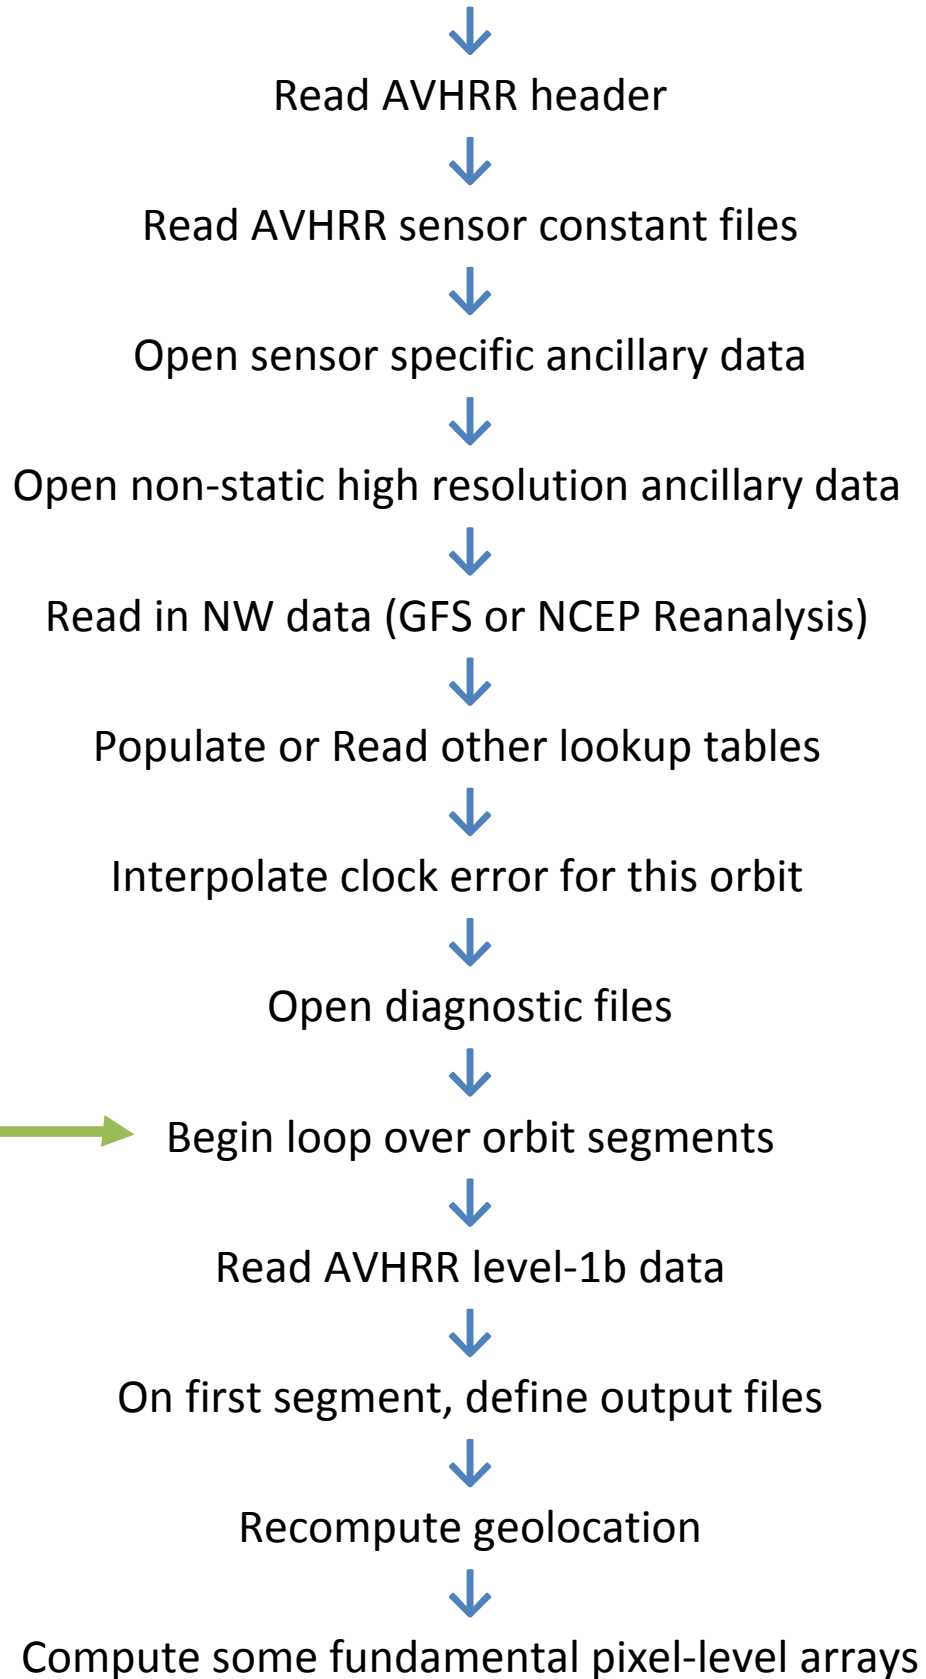 Read AVHRR header
Read AVHRR sensor constant files
Open sensor specific ancillary data
Open non-static high resolution ancillary data
Read in NW data (GFS or NCEP Reanalysis)
Populate or Read other lookup tables
Interpolate clock error for this orbit
Open diagnostic files
Begin loop over orbit segments
Read AVHRR level-1b data
On first segment, define output files
Recompute geolocation
Compute some fundamental pixel-level arrays